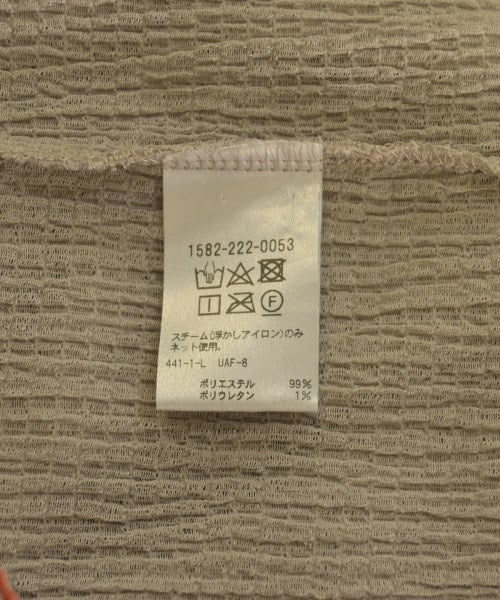 1582-222-0053
F
スチーム(浮かしアイロン)のみ
ネット使用。
441-1-L UAF-8
ポリエステル 99%
ポリウレタン 1%